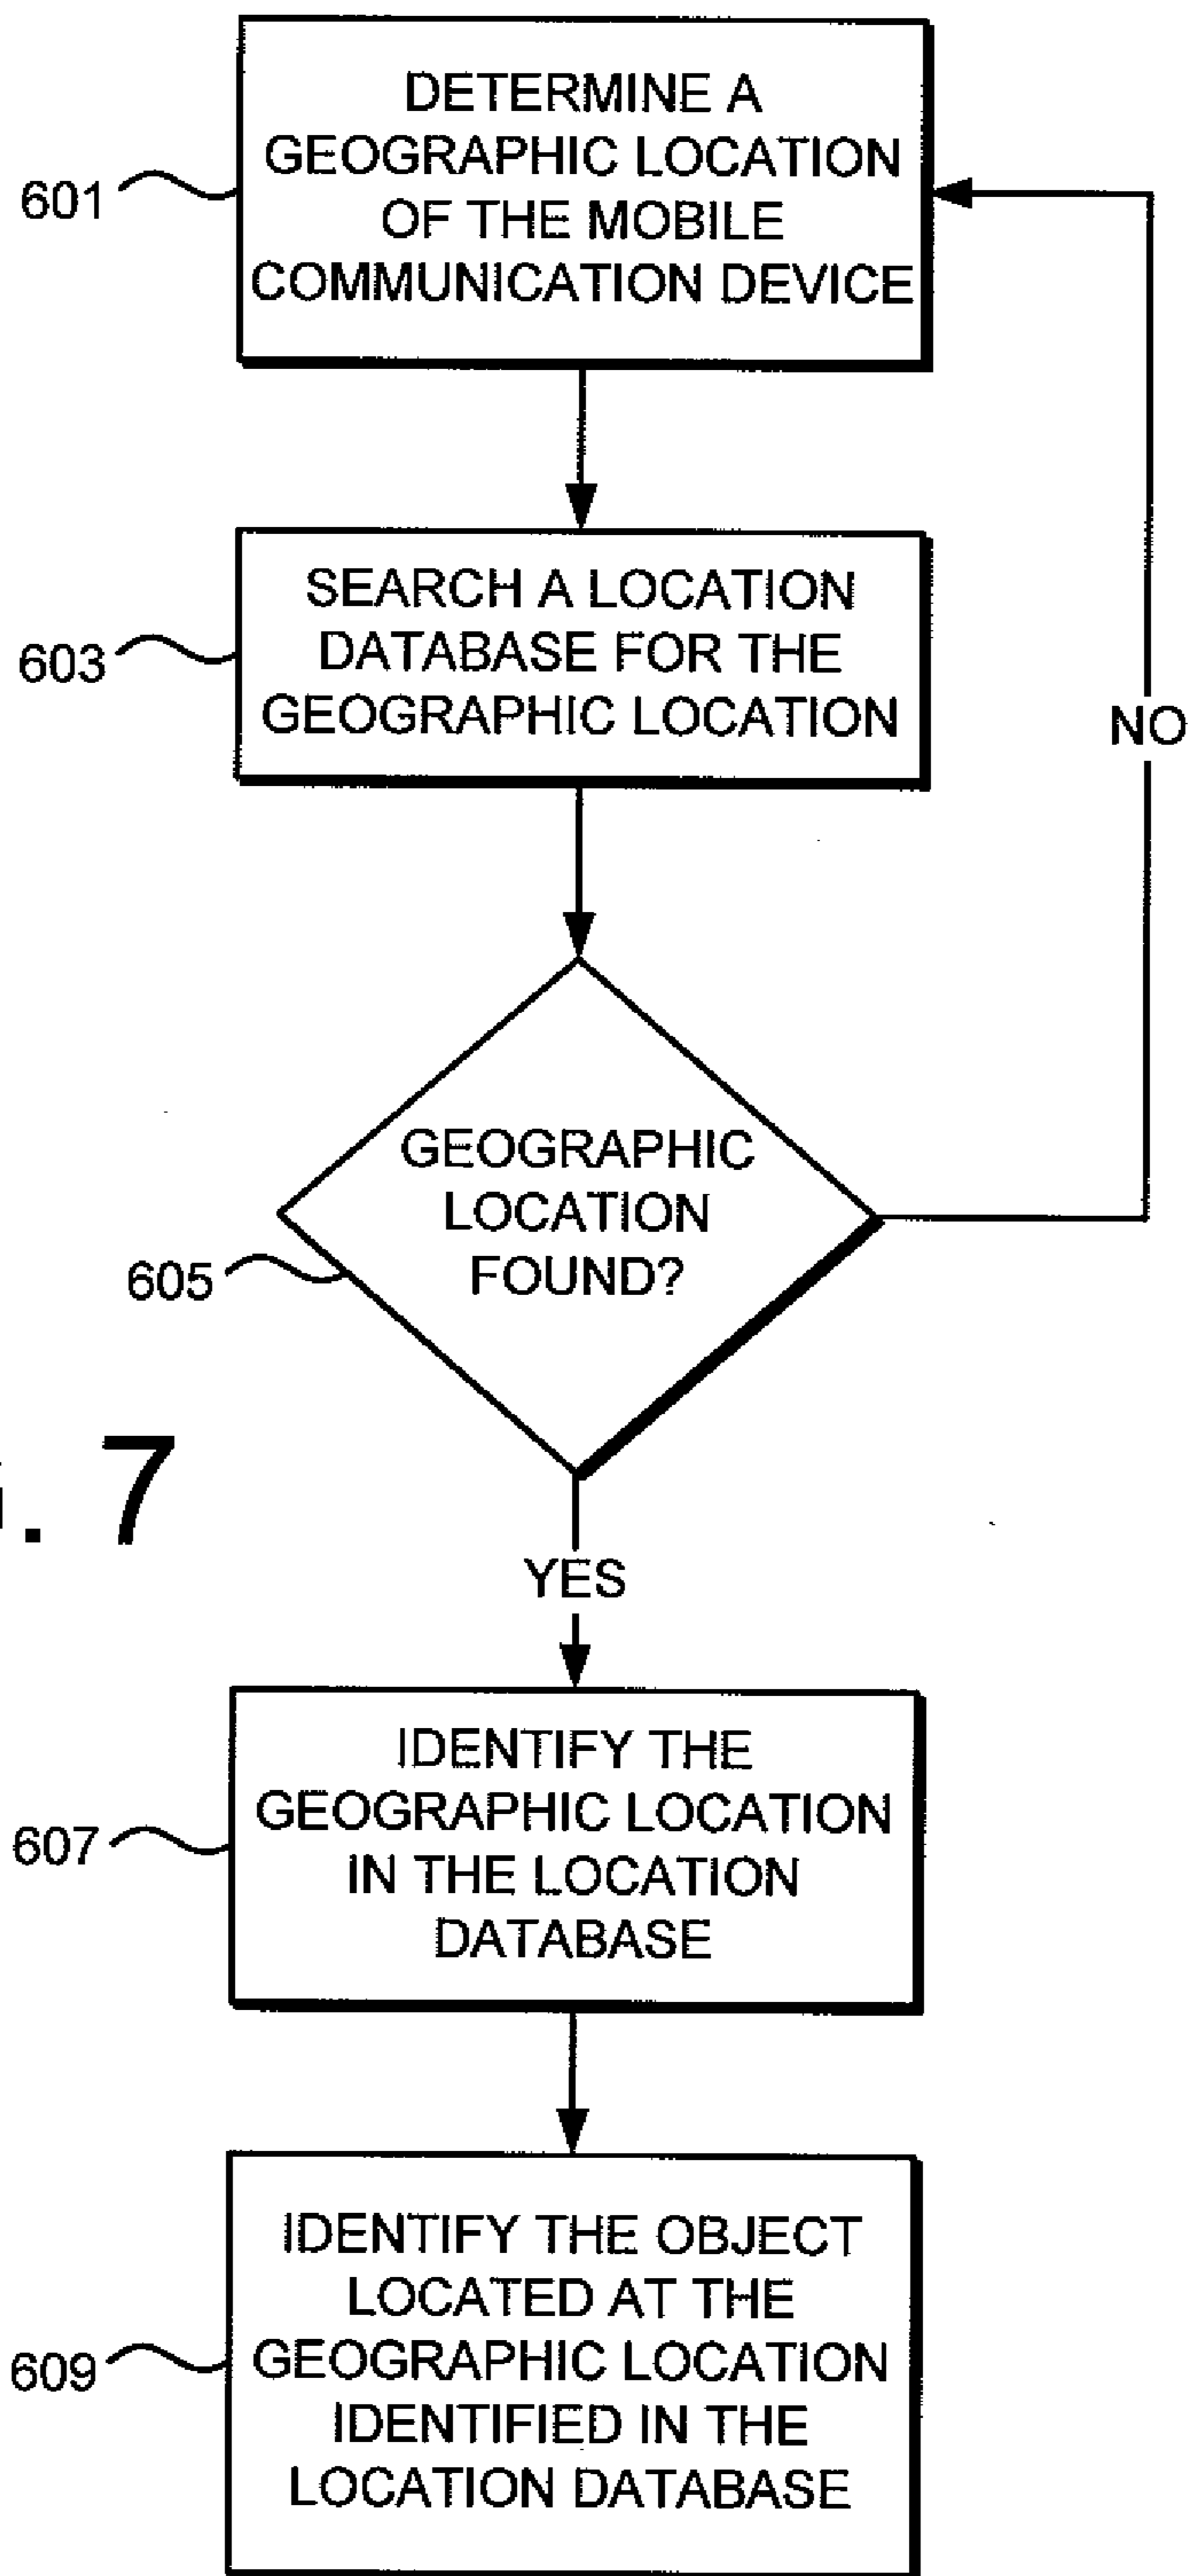 DETERMINE A
GEOGRAPHIC LOCATION
OF THE MOBILE
COMMUNICATION DEVICE
601
SEARCH A LOCATION
DATABASE FOR THE
GEOGRAPHIC LOCATION
603
NO
GEOGRAPHIC
LOCATION
FOUND?
605
. 7
YES
IDENTIFY THE
GEOGRAPHIC LOCATION
IN THE LOCATION
DATABASE
607
IDENTIFY THE OBJECT
LOCATED AT THE
GEOGRAPHIC LOCATION
IDENTIFIED IN THE
LOCATION DATABASE
609